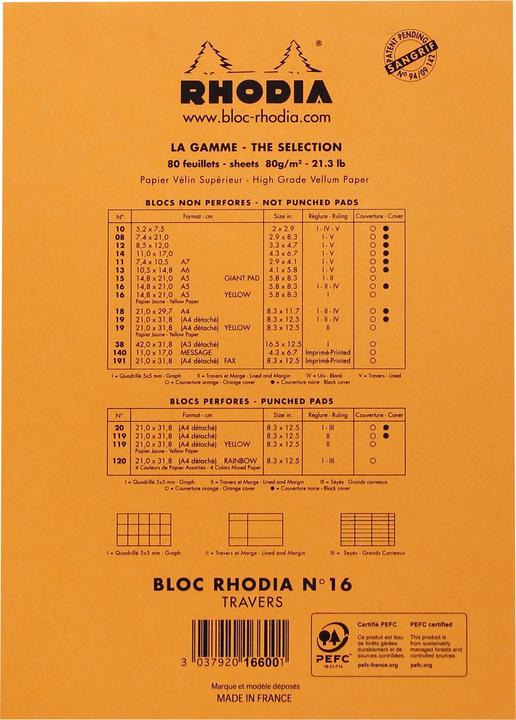 ®
PATENT PENDING
SANGRIF
N° 94/09 142
RHODIA
www.bloc-rhodia.com
LA GAMME - THE SELECTION
80 feuillets - sheets 80g/m² - 21.3 lb
Papier Vélin Supérieur - High Grade Vellum Paper
BLOCS NON PERFORES - NOT PUNCHED PADS
N° Format - cm Size in. Réglure - Ruling Couverture - Cover
10 5,2 x 7,5 2 x 2.9 I - IV - V
08 7,4 x 21,0 2.9 x 8.3 I - V
12 8,5 x 12,0 3.3 x 4.7 I - V
14 11,0 x 17,0 4.3 x 6.7 I - V
11 7,4 x 10,5 A7 2.9 x 4.1 I - V
13 10,5 x 14,8 A6 4.1 x 5.8 I - V
15 14,8 x 21,0 A5 GIANT PAD 5.8 x 8.3 I - II
16 14,8 x 21,0 A5 5.8 x 8.3 I - II - IV
16 14,8 x 21,0 A5 YELLOW 5.8 x 8.3 I
Papier Jaune - Yellow Paper
18 21,0 x 29,7 A4 8.3 x 11.7 I - II - IV
19 21,0 x 31,8 (A4 détaché) 8.3 x 12.5 I - II - IV
19 21,0 x 31,8 (A4 détaché) YELLOW 8.3 x 12.5 II
Papier Jaune - Yellow Paper
38 42,0 x 31,8 (A3 détaché) 16.5 x 12.5 I
140 11,0 x 17,0 MESSAGE 4.3 x 6.7 Imprimé-Printed
191 21,0 x 31,8 (A4 détaché) FAX 8.3 x 12.5 Imprimé-Printed
I = Quadrillé 5x5 mm - Graph II = Travers et Marge - Lined and Margin IV = Uni - Blank V = Travers - Lined
O = Couverture orange - Orange cover ● = Couverture noire - Black cover
BLOCS PERFORES - PUNCHED PADS
N° Format - cm Size in. Réglure - Ruling Couverture - Cover
20 21,0 x 31,8 (A4 détaché) 8.3 x 12.5 I - III
119 21,0 x 31,8 (A4 détaché) 8.3 x 12.5 II
119 21,0 x 31,8 (A4 détaché) YELLOW 8.3 x 12.5 II
Papier Jaune - Yellow Paper
120 21,0 x 31,8 (A4 détaché) RAINBOW 8.3 x 12.5 I - III
4 Couleurs de Papier Assorties - 4 Colors Mixed Paper
I = Quadrillé 5x5 mm - Graph II = Travers et Marge - Lined and Margin III = Séyès - Grands carreaux
O = Couverture orange - Orange cover ● = Couverture noire - Black cover
I = Quadrillé 5x5 mm - Graph II = Travers et Marge - Lined and Margin III = Seyes - Grands Carreaux
BLOC RHODIA N°16
TRAVERS
3 037920 166001
Marque et modèle déposés
MADE IN FRANCE
PEFC
10-31-714
Certifié PEFC
Ce produit est issu
de forêts gérées
durablement et de
sources contrôlées.
pefc-france.org
PEFC certified
This product is
from sustainably
managed forests and
controlled sources.
pefc.org